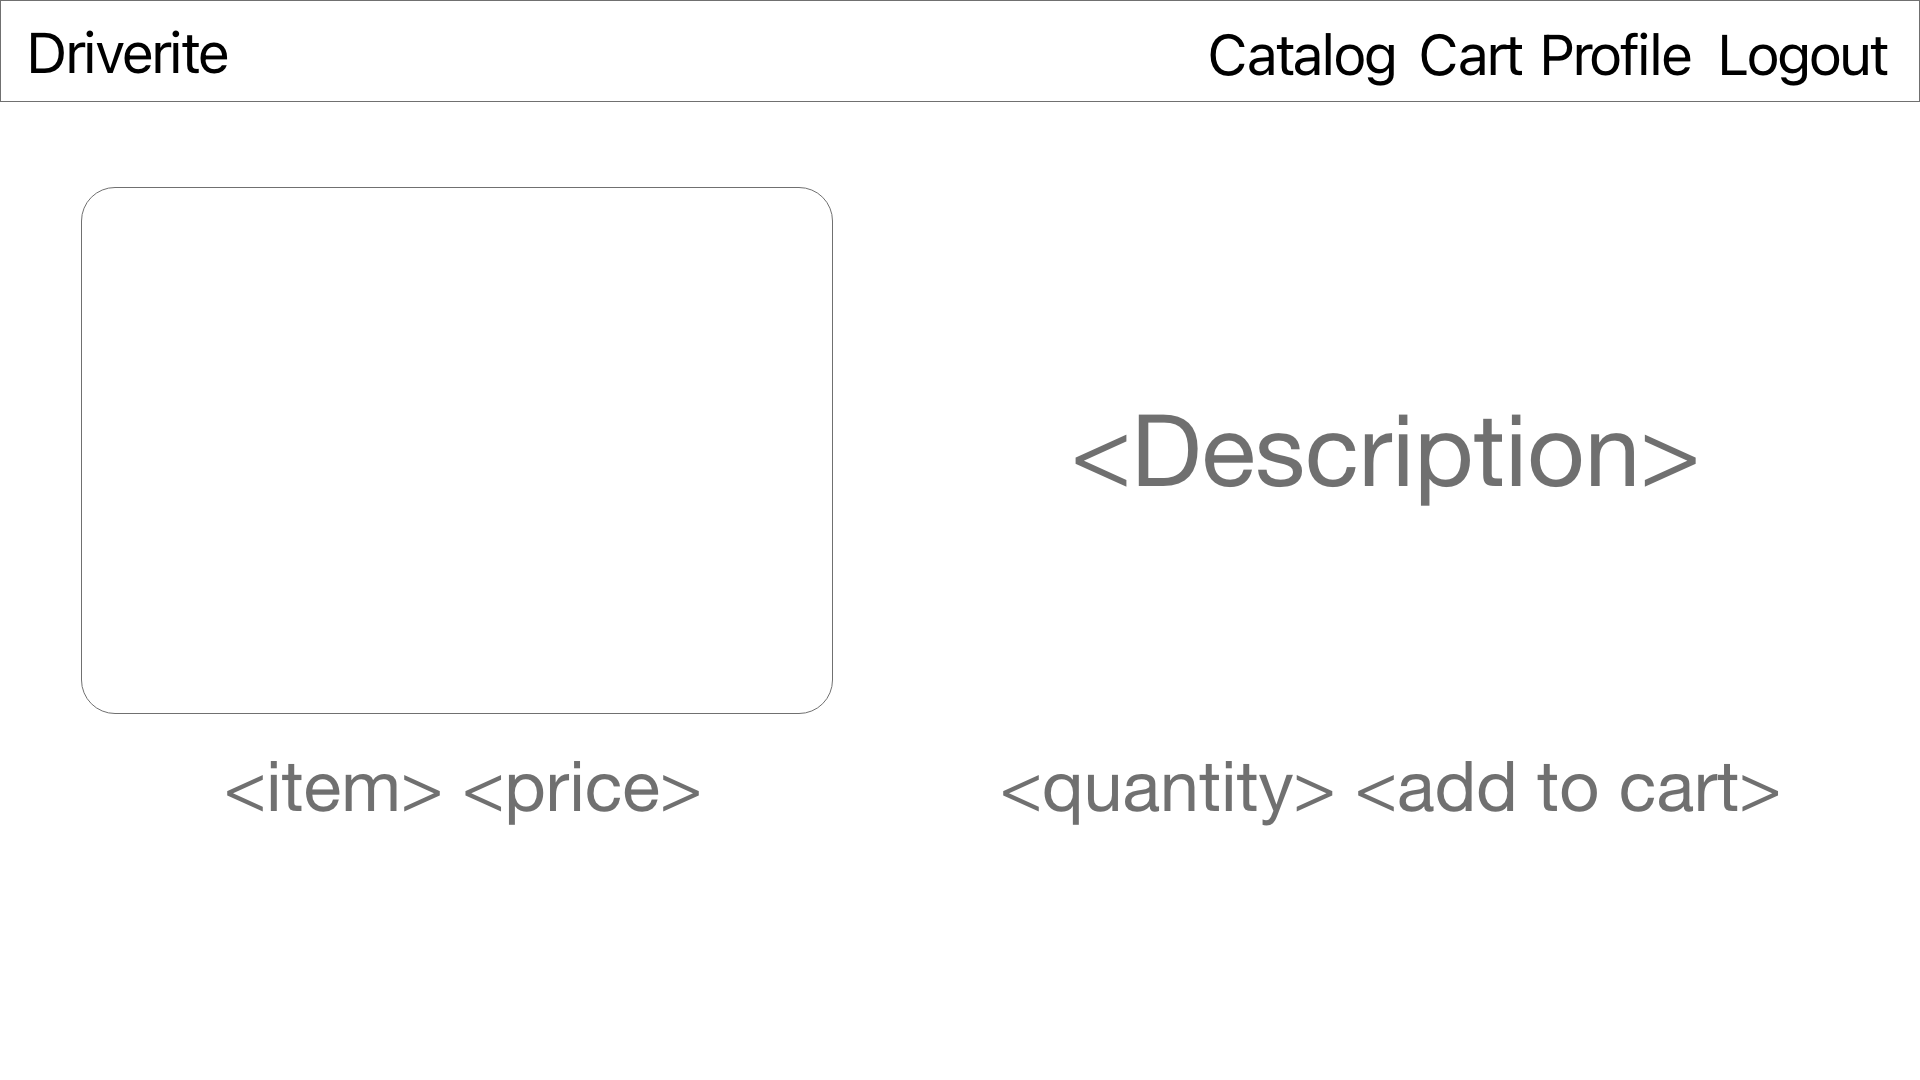 Driverite Catalog Cart Profile Logout
<Description>
<item> <price> <quantity> <add to cart>